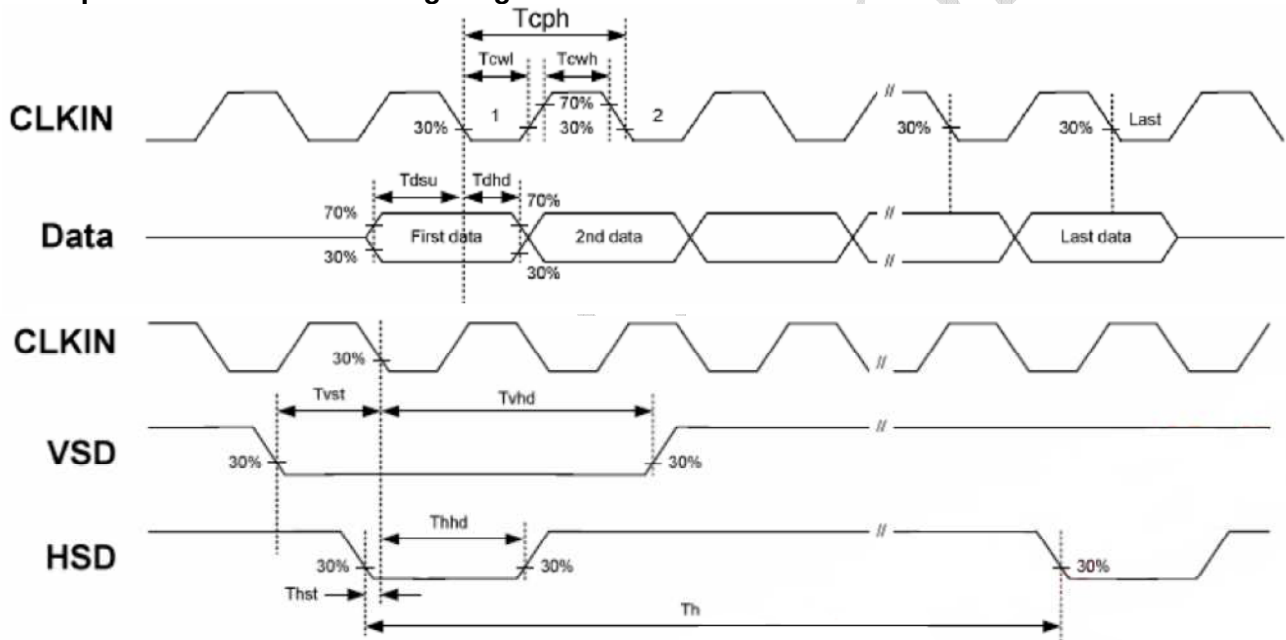 Tcph
Tcwl
Tcwh
CLKIN
30%
1
70%
30%
2
//
30%
30%
Last
Tdsu
Tdhd
Data
70%
30%
First data
70%
30%
2nd data
//
//
Last data
CLKIN
30%
//
Tvst
Tvhd
VSD
30%
30%
//
Thhd
HSD
30%
30%
//
30%
Thst
Th